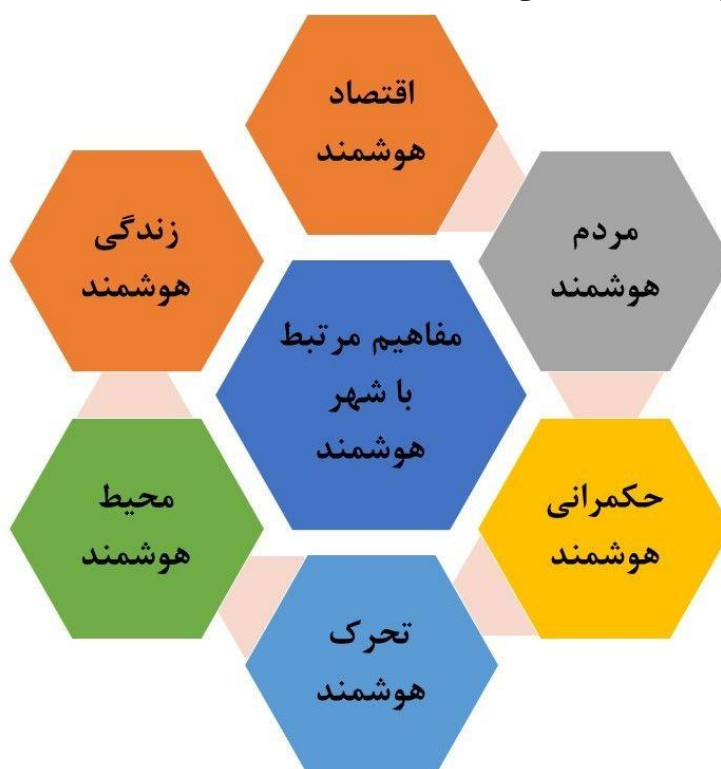 اقتصاد
هوشمند
مردم
هوشمند
زندگی
هوشمند
مفاهیم مرتبط
با شهر
هوشمند
حکمرانی
هوشمند
محیط
هوشمند
تحرک
هوشمند